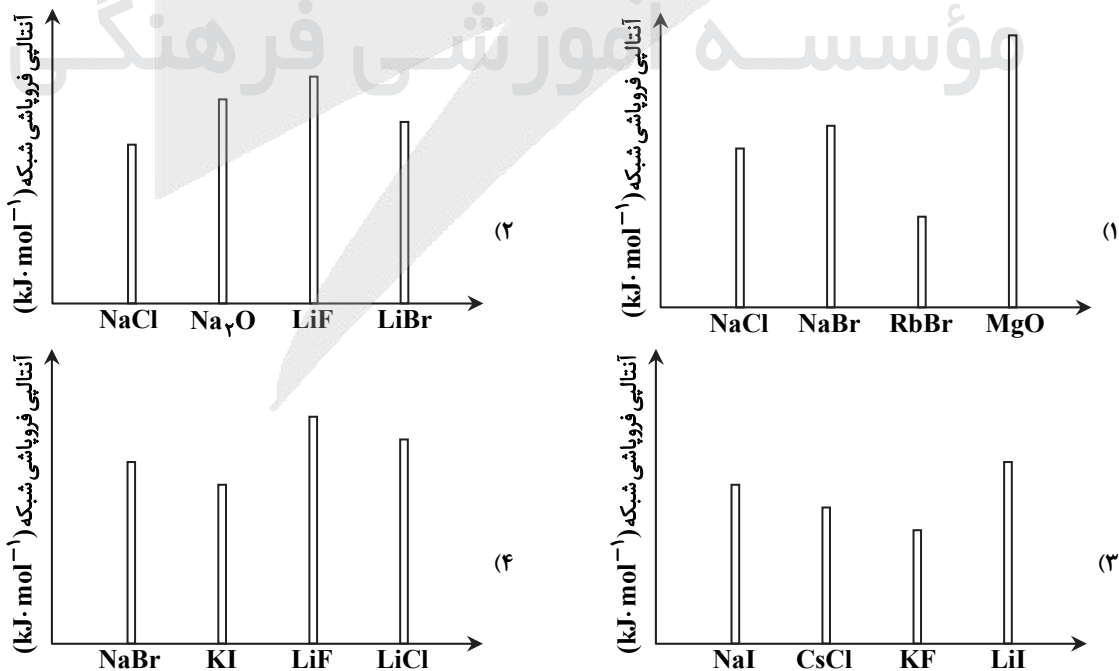 مؤسسه آموزشی فرهنگی
آنتالپی فروپاشی شبکه (kJ· mol⁻¹)
NaCl NaBr RbBr MgO
(۱
آنتالپی فروپاشی شبکه (kJ· mol⁻¹)
NaCl Na₂O LiF LiBr
(۲
آنتالپی فروپاشی شبکه (kJ· mol⁻¹)
NaI CsCl KF LiI
(۳
آنتالپی فروپاشی شبکه (kJ· mol⁻¹)
NaBr KI LiF LiCl
(۴